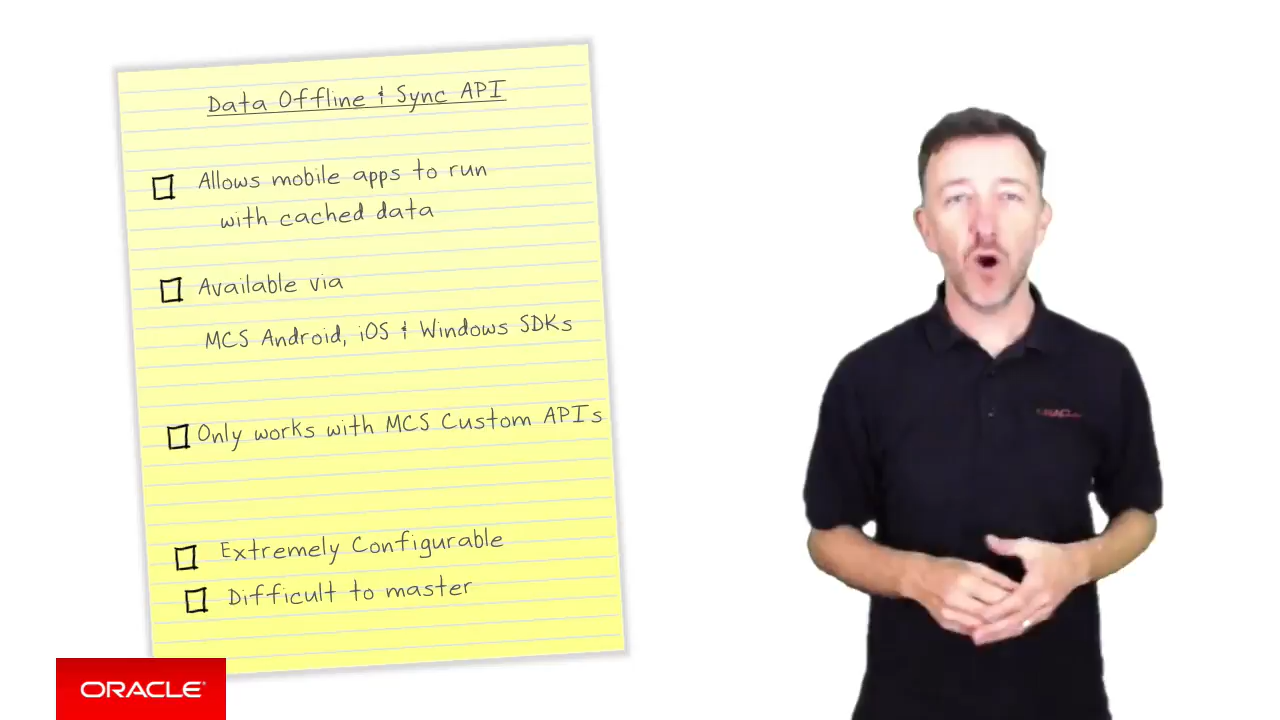 Data Offline & Sync API
Allows mobile apps to run
with cached data
Available via
MCS Android, iOS & Windows SDKs
Only works with MCS Custom APIs
Extremely Configurable
Difficult to master
ORACLE
ORACLE